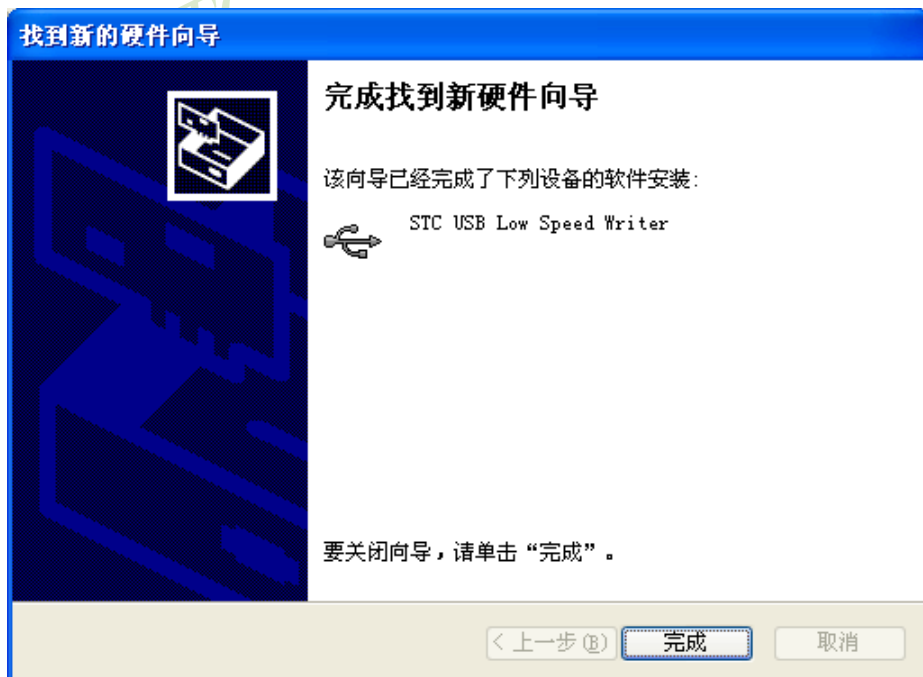 找到新的硬件向导
完成找到新硬件向导
该向导已经完成了下列设备的软件安装:
STC USB Low Speed Writer
要关闭向导，请单击“完成”。
< 上一步(B)
完成
取消